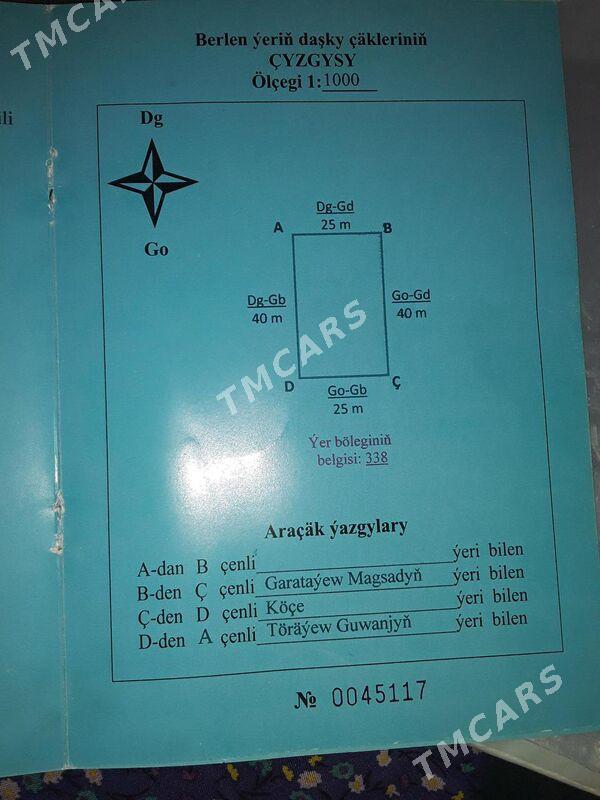 TMCARS
ili
Berlen ýeriň daşky çäkleriniň
ÇYZGYSY
Ölçegi 1:1000
Dg
Go
Dg-Gd
25 m
A
B
Dg-Gb
40 m
Go-Gd
40 m
TMCARS
D
Ç
Go-Gb
25 m
Ýer böleginiň
belgisi: 338
Araçäk ýazgylary
A-dan B çenli ýeri bilen
B-den Ç çenli Garataýew Magsadyň ýeri bilen
Ç-den D çenli Köçe ýeri bilen
D-den A çenli Töräýew Guwanjyň ýeri bilen
№ 0045117
TMCARS